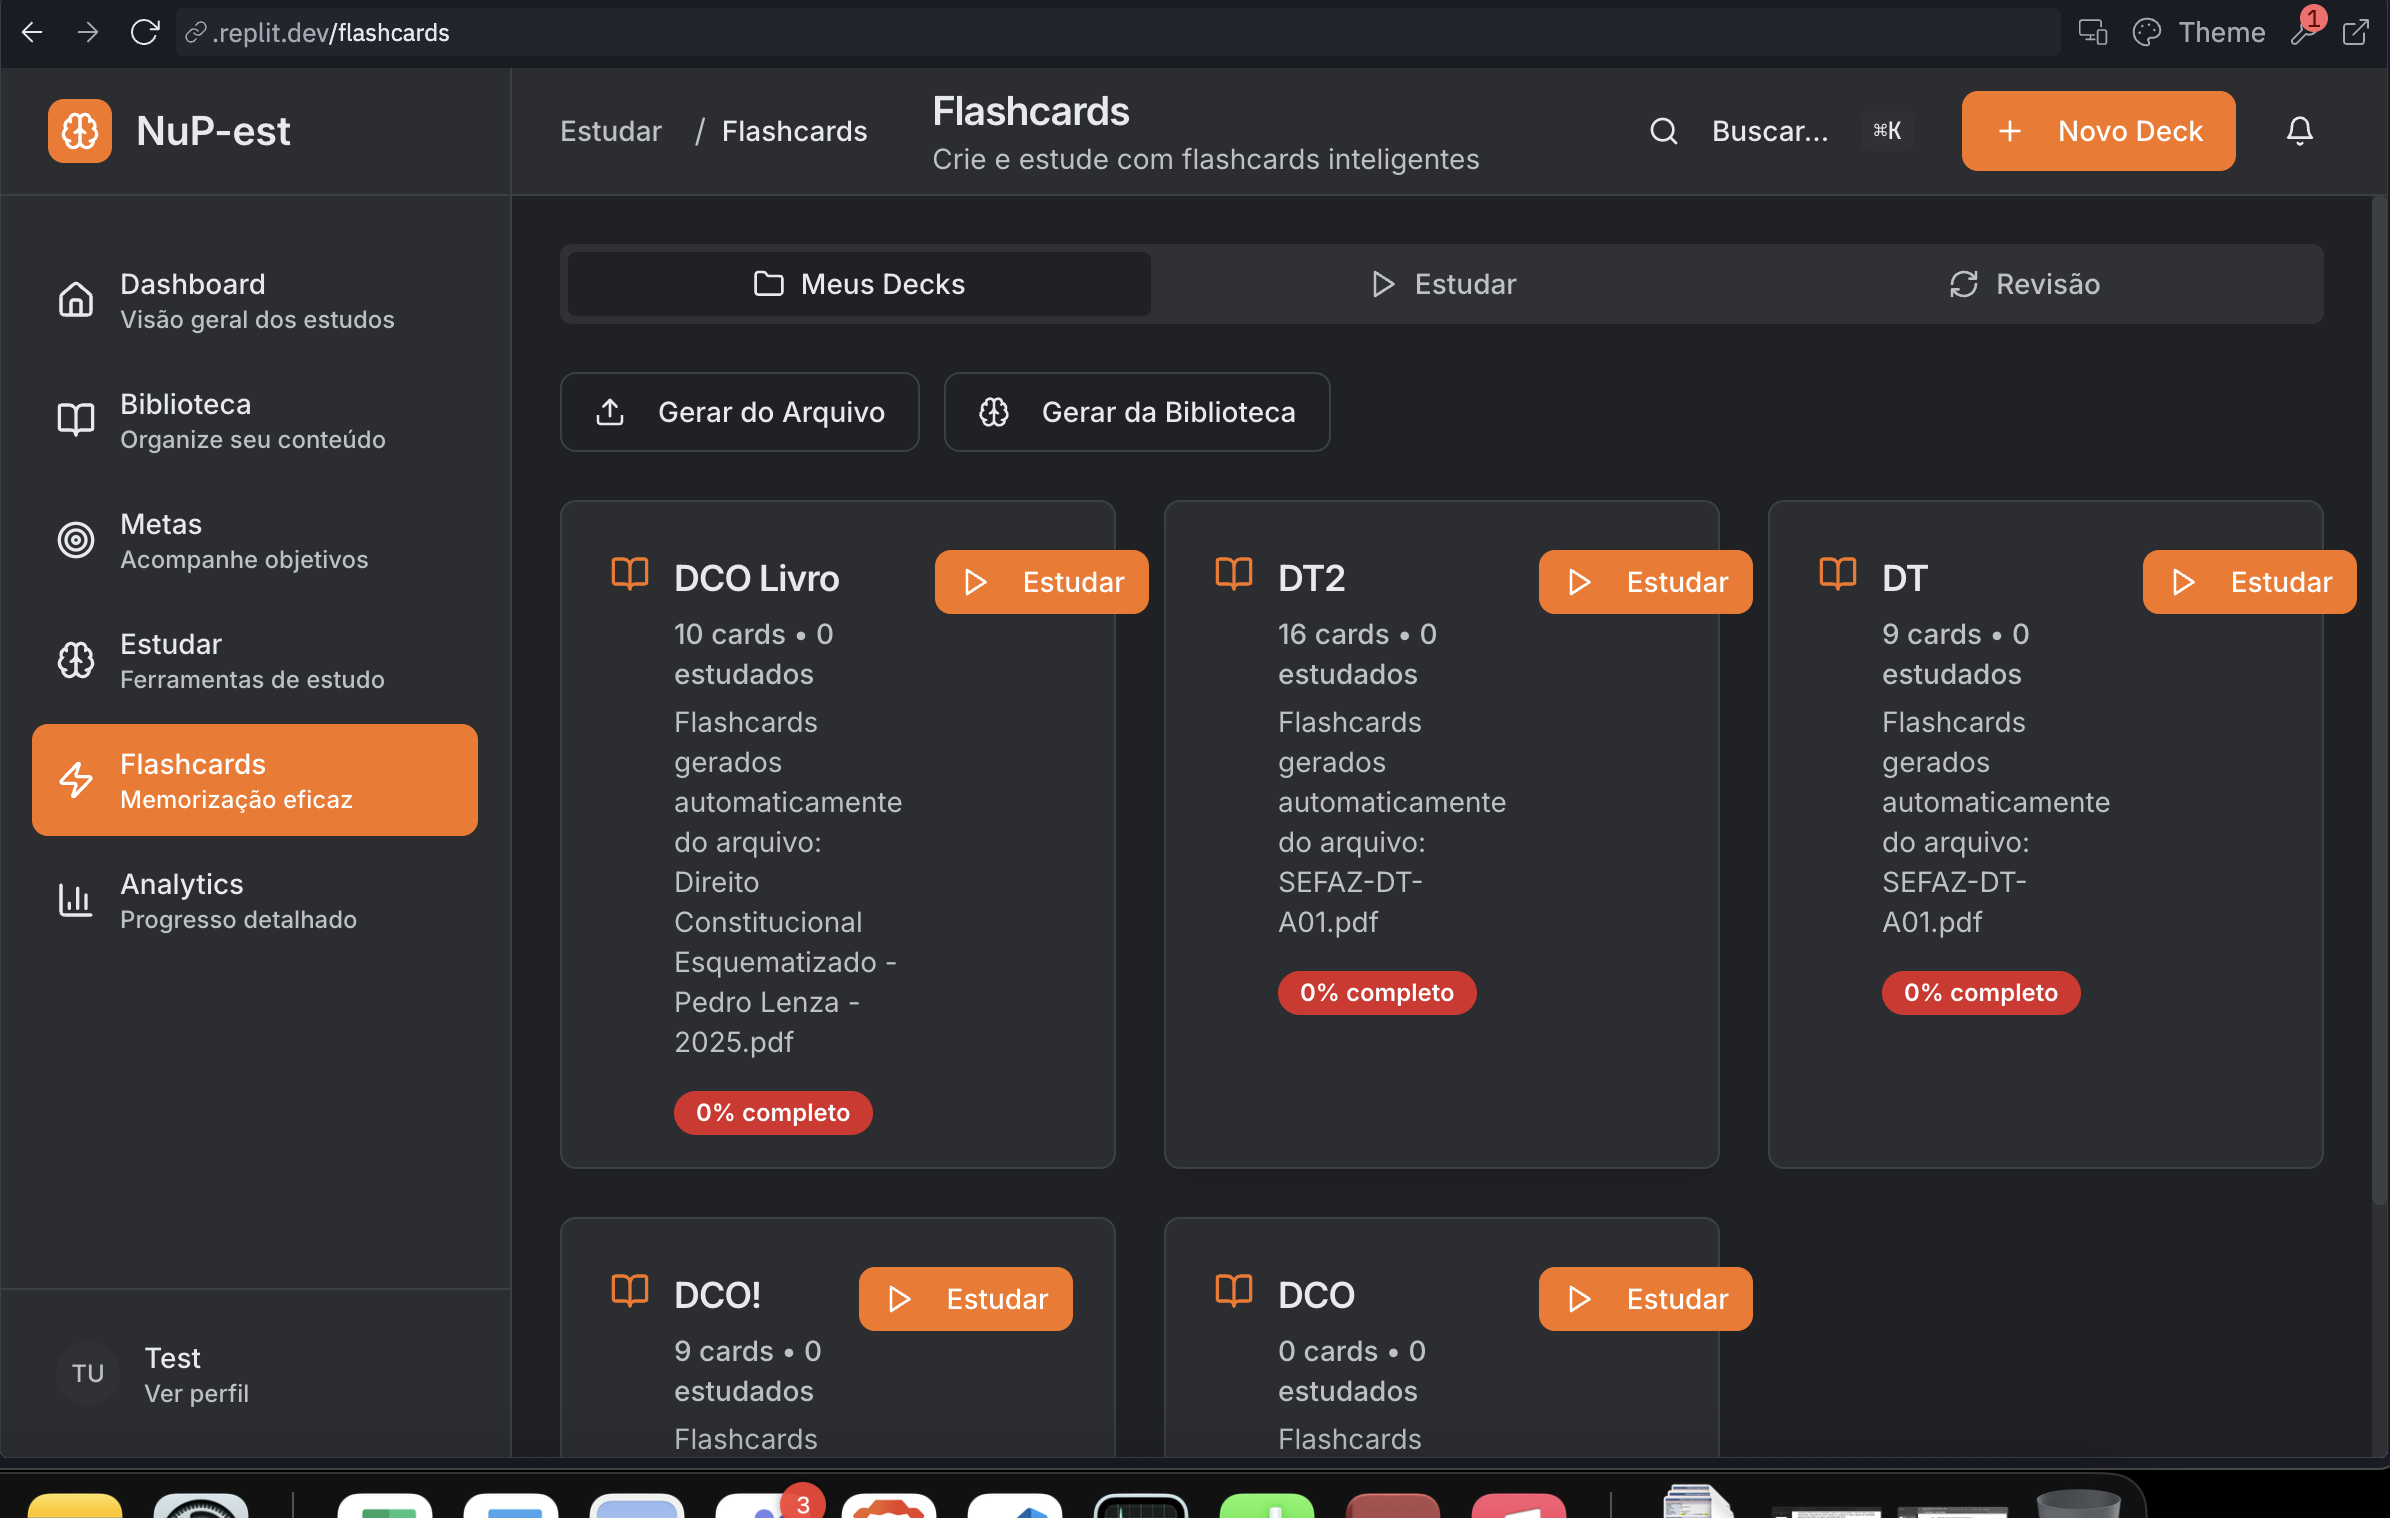 .replit.dev/flashcards
Theme
1
NuP-est
Estudar / Flashcards
Flashcards
Crie e estude com flashcards inteligentes
Buscar...
⌘K
Novo Deck
Dashboard
Visão geral dos estudos
Biblioteca
Organize seu conteúdo
Metas
Acompanhe objetivos
Estudar
Ferramentas de estudo
Flashcards
Memorização eficaz
Analytics
Progresso detalhado
TU
Test
Ver perfil
Meus Decks
Estudar
Revisão
Gerar do Arquivo
Gerar da Biblioteca
DCO Livro
Estudar
10 cards • 0
estudados
Flashcards
gerados
automaticamente
do arquivo:
Direito
Constitucional
Esquematizado -
Pedro Lenza -
2025.pdf
0% completo
DT2
Estudar
16 cards • 0
estudados
Flashcards
gerados
automaticamente
do arquivo:
SEFAZ-DT-
A01.pdf
0% completo
DT
Estudar
9 cards • 0
estudados
Flashcards
gerados
automaticamente
do arquivo:
SEFAZ-DT-
A01.pdf
0% completo
DCO!
Estudar
9 cards • 0
estudados
Flashcards
DCO
Estudar
0 cards • 0
estudados
Flashcards
3